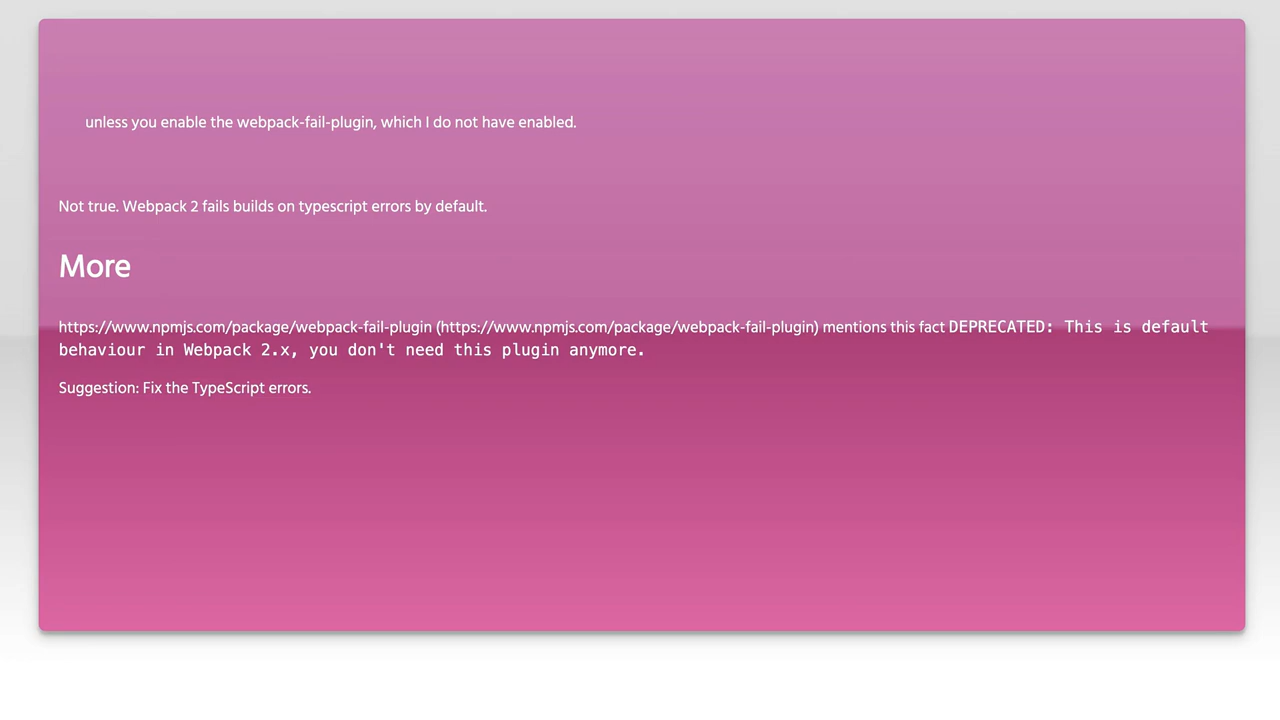 unless you enable the webpack-fail-plugin, which I do not have enabled.
Not true. Webpack 2 fails builds on typescript errors by default.
More
https://www.npmjs.com/package/webpack-fail-plugin (https://www.npmjs.com/package/webpack-fail-plugin) mentions this fact DEPRECATED: This is default
behaviour in Webpack 2.x, you don't need this plugin anymore.
Suggestion: Fix the TypeScript errors.